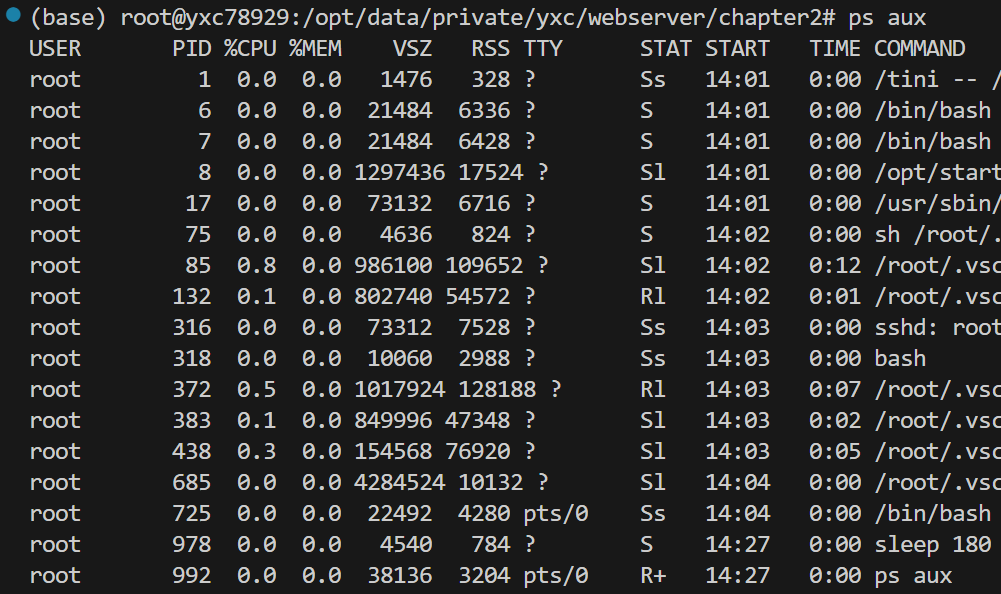 (base) root@yxc78929:/opt/data/private/yxc/webserver/chapter2# ps aux
USER PID %CPU %MEM VSZ RSS TTY STAT START TIME COMMAND
root 1 0.0 0.0 1476 328 ? Ss 14:01 0:00 /tini -- /
root 6 0.0 0.0 21484 6336 ? S 14:01 0:00 /bin/bash
root 7 0.0 0.0 21484 6428 ? S 14:01 0:00 /bin/bash
root 8 0.0 0.0 1297436 17524 ? Sl 14:01 0:00 /opt/start
root 17 0.0 0.0 73132 6716 ? S 14:01 0:00 /usr/sbin/
root 75 0.0 0.0 4636 824 ? S 14:02 0:00 sh /root/.
root 85 0.8 0.0 986100 109652 ? Sl 14:02 0:12 /root/.vsc
root 132 0.1 0.0 802740 54572 ? Rl 14:02 0:01 /root/.vsc
root 316 0.0 0.0 73312 7528 ? Ss 14:03 0:00 sshd: root
root 318 0.0 0.0 10060 2988 ? Ss 14:03 0:00 bash
root 372 0.5 0.0 1017924 128188 ? Rl 14:03 0:07 /root/.vsc
root 383 0.1 0.0 849996 47348 ? Sl 14:03 0:02 /root/.vsc
root 438 0.3 0.0 154568 76920 ? Sl 14:03 0:05 /root/.vsc
root 685 0.0 0.0 4284524 10132 ? Sl 14:04 0:00 /root/.vsc
root 725 0.0 0.0 22492 4280 pts/0 Ss 14:04 0:00 /bin/bash
root 978 0.0 0.0 4540 784 ? S 14:27 0:00 sleep 180
root 992 0.0 0.0 38136 3204 pts/0 R+ 14:27 0:00 ps aux